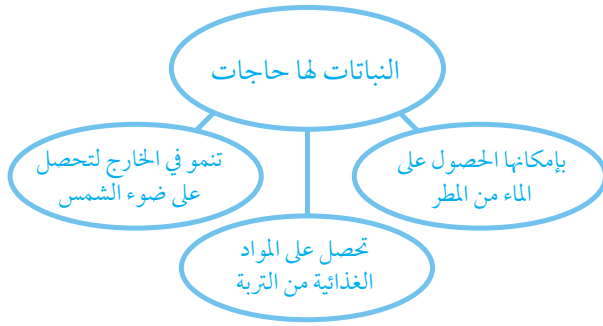 النباتات لها حاجات
بإمكانها الحصول على
الماء من المطر
تحصل على المواد
الغذائية من التربة
تنمو في الخارج لتحصل
على ضوء الشمس